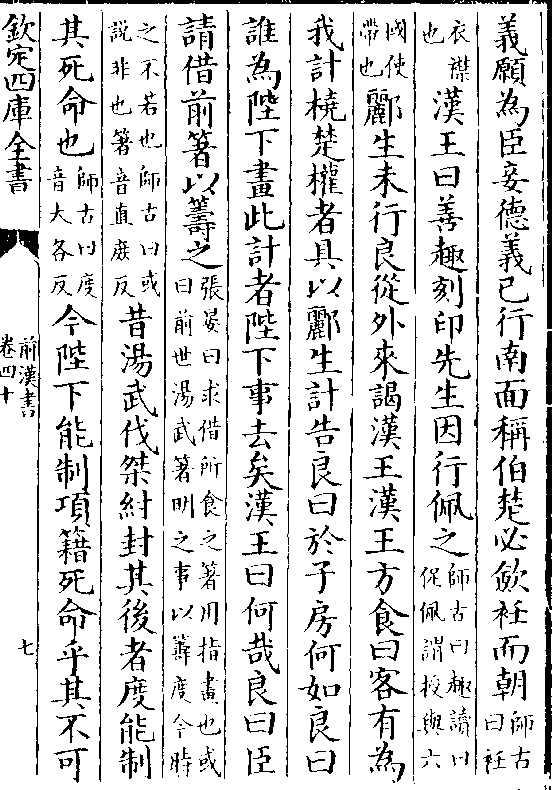 義願為臣妾德義已行南面稱伯楚必斂衽而朝師古曰衽
衣襟也漢王曰善趣刻印先生因行佩之師古曰趣讀曰促佩謂授與六
國使帶也酈生未行良從外來謁漢王漢王方食曰客有為
我計橈楚權者具以酈生計告良曰於子房何如良曰
誰為陛下畫此計者陛下事去矣漢王曰何哉良曰臣
請借前箸以籌之張晏曰求借所食之箸用指畫也或曰前世湯武箸明之事以籌度今時
之不若也師古曰或說非也箸音直庶反昔湯武伐桀紂封其後者度能制
其死命也師古曰度音大各反今陛下能制項籍死命乎其不可
欽定四庫全書
前漢書
卷四十
七